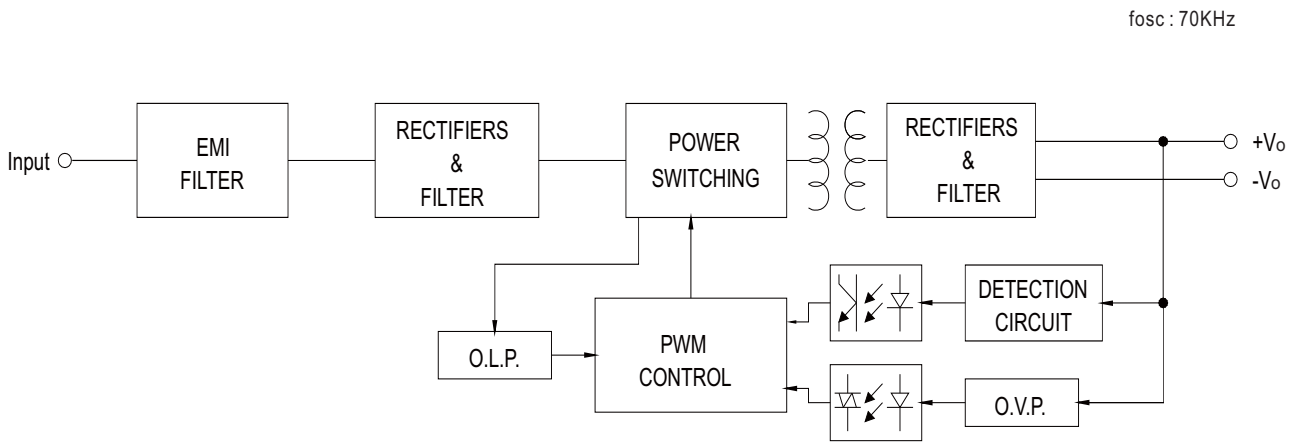 fosc : 70KHz
Input
EMI
FILTER
RECTIFIERS
&
FILTER
POWER
SWITCHING
RECTIFIERS
&
FILTER
+Vo
-Vo
DETECTION
CIRCUIT
O.L.P.
PWM
CONTROL
O.V.P.